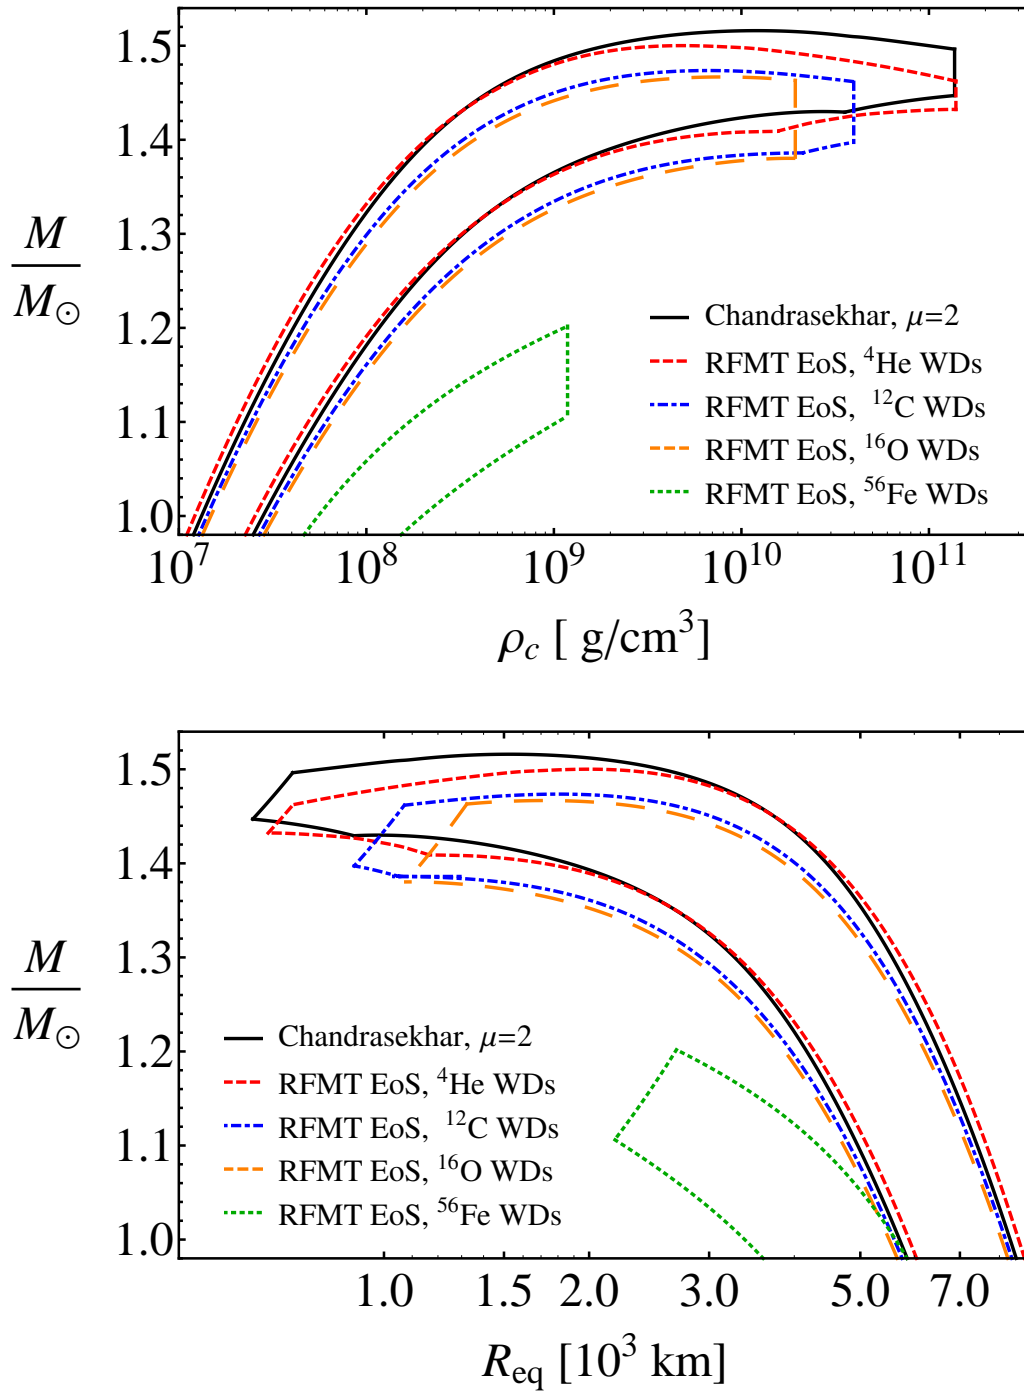 1.5
1.4
1.3
1.2
1.1
1.0
M
M☉
Chandrasekhar, μ=2
RFMT EoS, ⁴He WDs
RFMT EoS, ¹²C WDs
RFMT EoS, ¹⁶O WDs
RFMT EoS, ⁵⁶Fe WDs
10⁷ 10⁸ 10⁹ 10¹⁰ 10¹¹
ρc [ g/cm³]
1.5
1.4
1.3
1.2
1.1
1.0
M
M☉
Chandrasekhar, μ=2
RFMT EoS, ⁴He WDs
RFMT EoS, ¹²C WDs
RFMT EoS, ¹⁶O WDs
RFMT EoS, ⁵⁶Fe WDs
1.0 1.5 2.0 3.0 5.0 7.0
Req [10³ km]